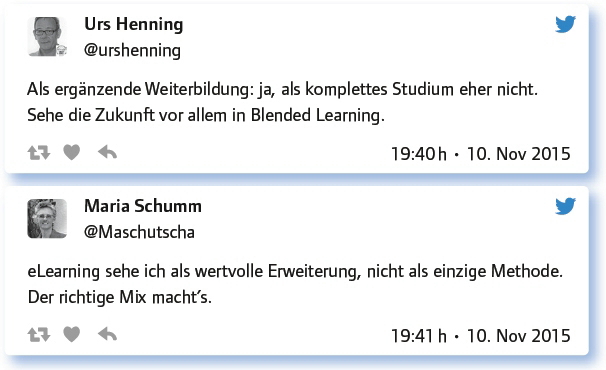 Urs Henning
@urshenning
Als ergänzende Weiterbildung: ja, als komplettes Studium eher nicht.
Sehe die Zukunft vor allem in Blended Learning.
19:40 h · 10. Nov 2015
Maria Schumm
@Maschutscha
eLearning sehe ich als wertvolle Erweiterung, nicht als einzige Methode.
Der richtige Mix macht’s.
19:41 h · 10. Nov 2015